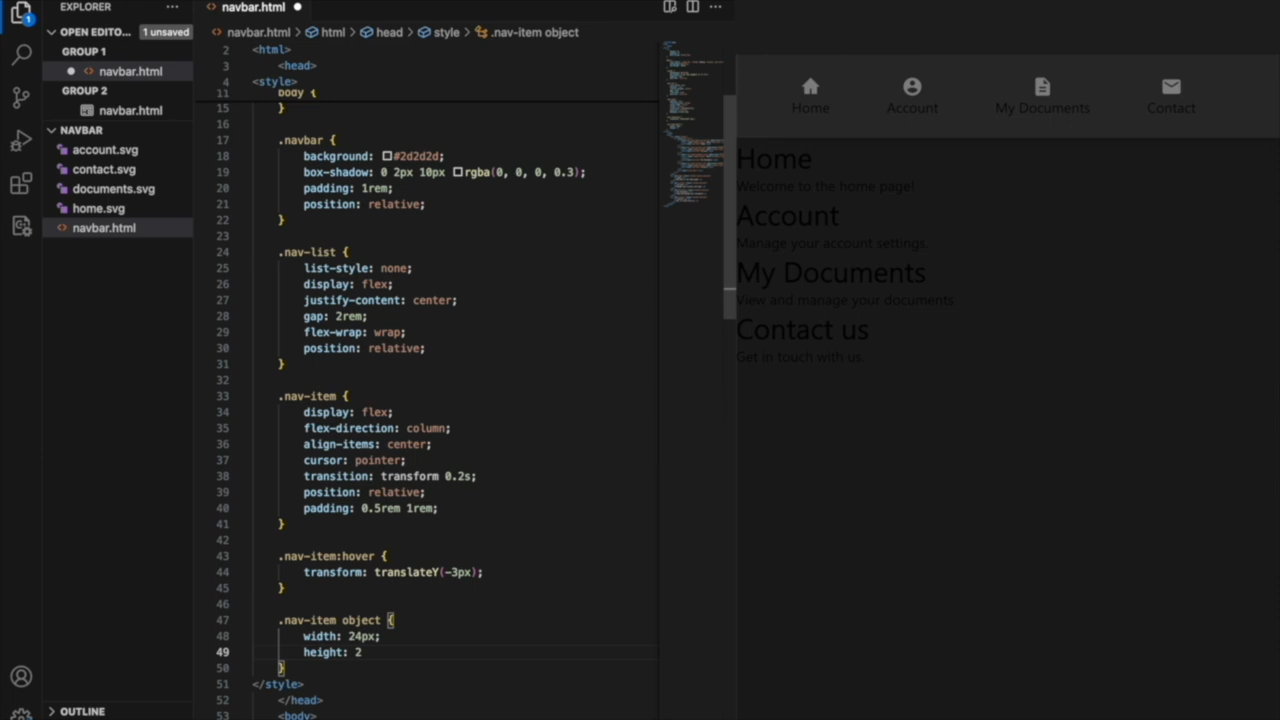 EXPLORER
1
OPEN EDITO...
1 unsaved
GROUP 1
navbar.html
GROUP 2
navbar.html
NAVBAR
account.svg
contact.svg
documents.svg
home.svg
navbar.html
OUTLINE
navbar.html
navbar.html > html > head > style > .nav-item object
2 <html>
3 <head>
4 <style>
11 body {
15 }
16
17 .navbar {
18 background: #2d2d2d;
19 box-shadow: 0 2px 10px rgba(0, 0, 0, 0.3);
20 padding: 1rem;
21 position: relative;
22 }
23
24 .nav-list {
25 list-style: none;
26 display: flex;
27 justify-content: center;
28 gap: 2rem;
29 flex-wrap: wrap;
30 position: relative;
31 }
32
33 .nav-item {
34 display: flex;
35 flex-direction: column;
36 align-items: center;
37 cursor: pointer;
38 transition: transform 0.2s;
39 position: relative;
40 padding: 0.5rem 1rem;
41 }
42
43 .nav-item:hover {
44 transform: translateY(-3px);
45 }
46
47 .nav-item object {
48 width: 24px;
49 height: 2
50 }
51 </style>
52 </head>
53 <body>
Home
Account
My Documents
Contact
Home
Welcome to the home page!
Account
Manage your account settings.
My Documents
View and manage your documents
Contact us
Get in touch with us.